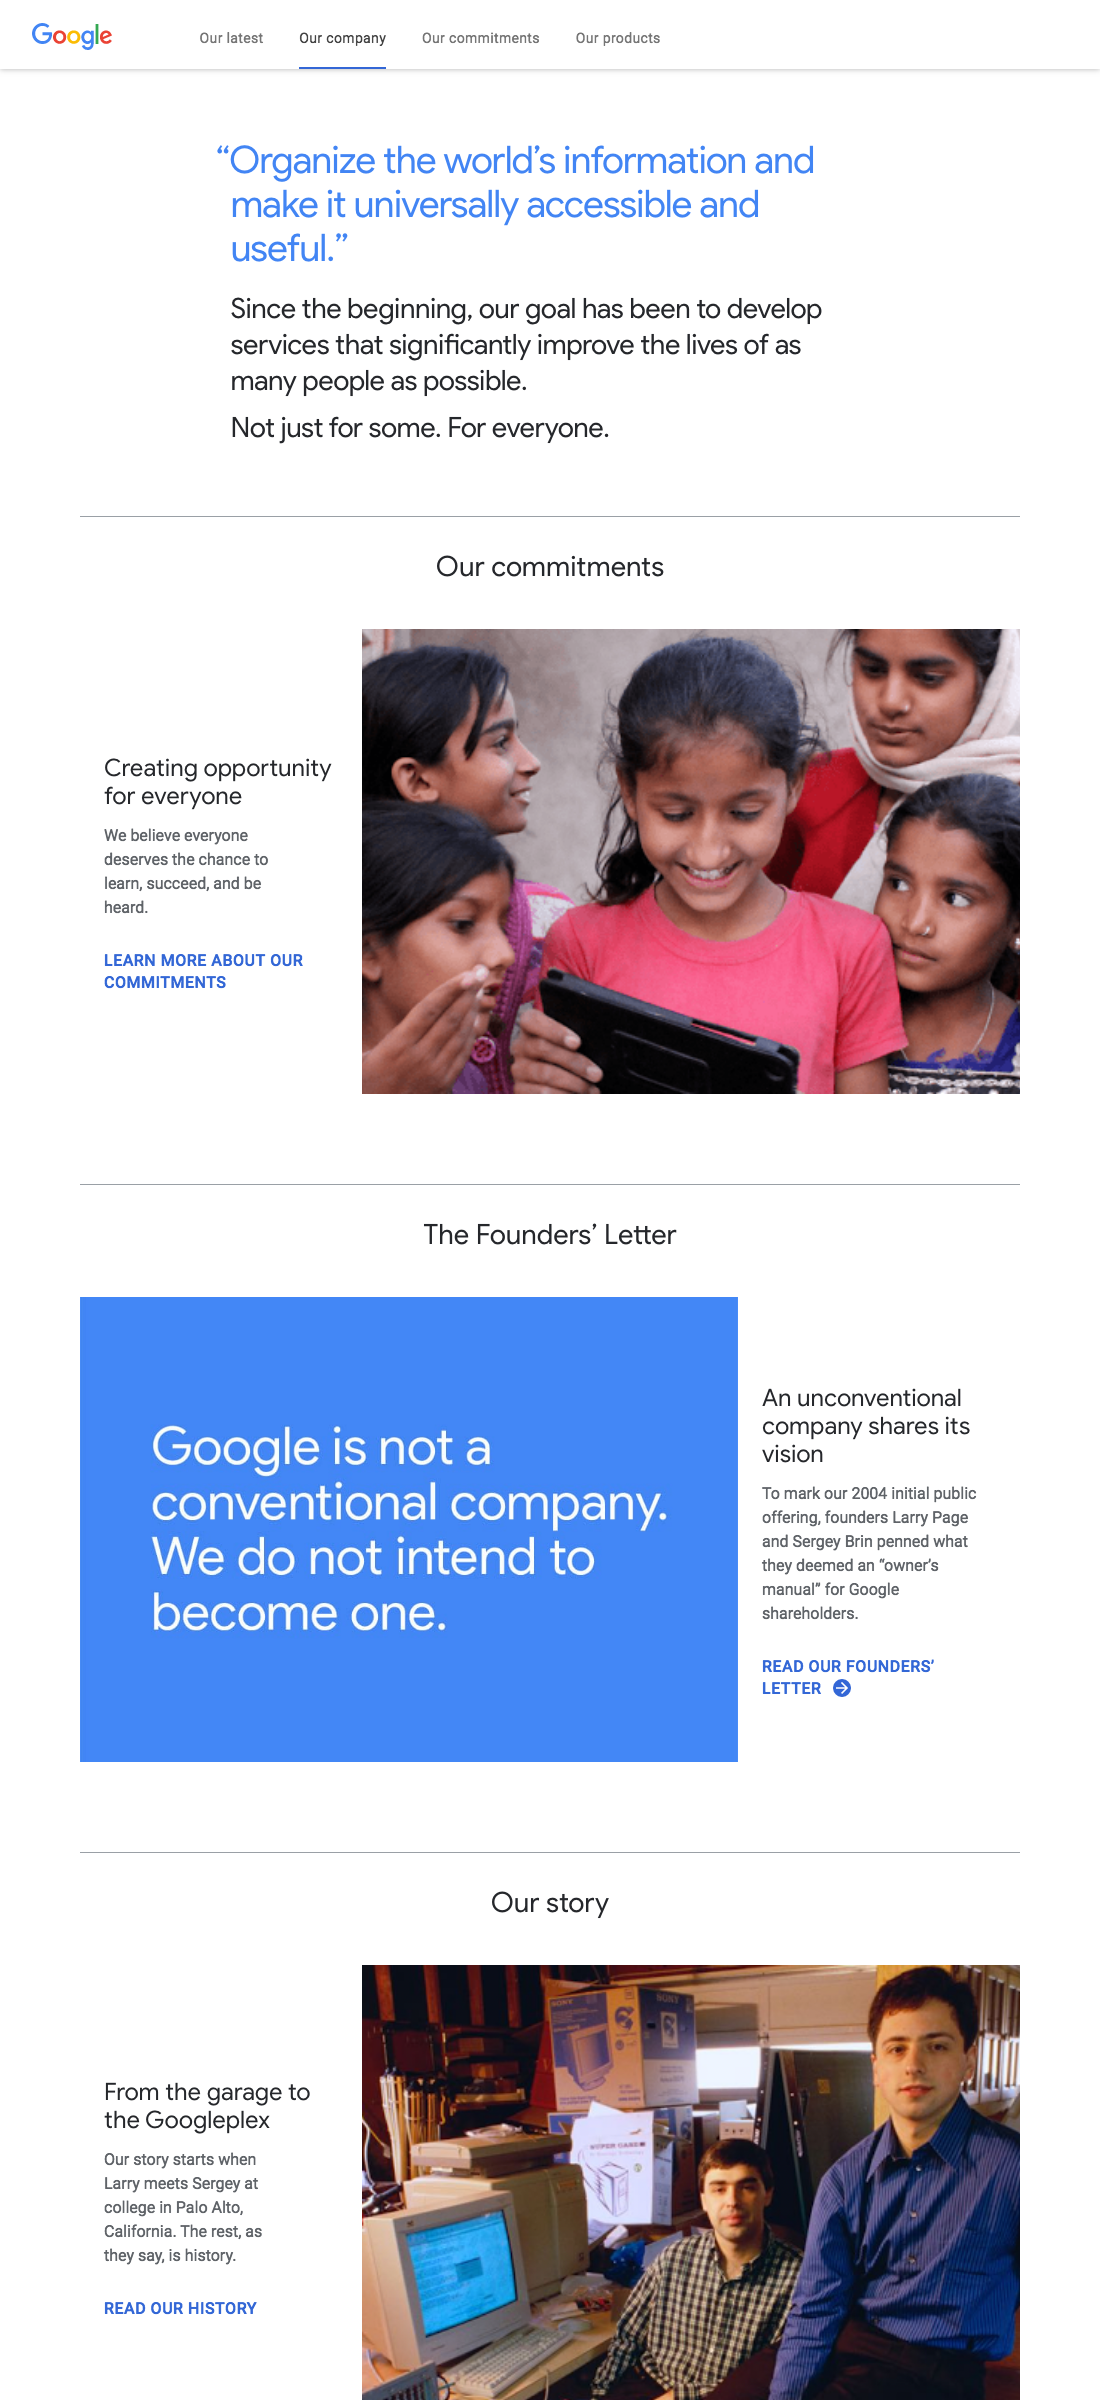 Google
Our latest
Our company
Our commitments
Our products
“Organize the world’s information and
make it universally accessible and
useful.”
Since the beginning, our goal has been to develop
services that significantly improve the lives of as
many people as possible.
Not just for some. For everyone.
Our commitments
Creating opportunity
for everyone
We believe everyone
deserves the chance to
learn, succeed, and be
heard.
LEARN MORE ABOUT OUR
COMMITMENTS
The Founders’ Letter
Google is not a
conventional company.
We do not intend to
become one.
An unconventional
company shares its
vision
To mark our 2004 initial public
offering, founders Larry Page
and Sergey Brin penned what
they deemed an “owner’s
manual” for Google
shareholders.
READ OUR FOUNDERS’
LETTER
Our story
From the garage to
the Googleplex
Our story starts when
Larry meets Sergey at
college in Palo Alto,
California. The rest, as
they say, is history.
READ OUR HISTORY
SONY
SONY